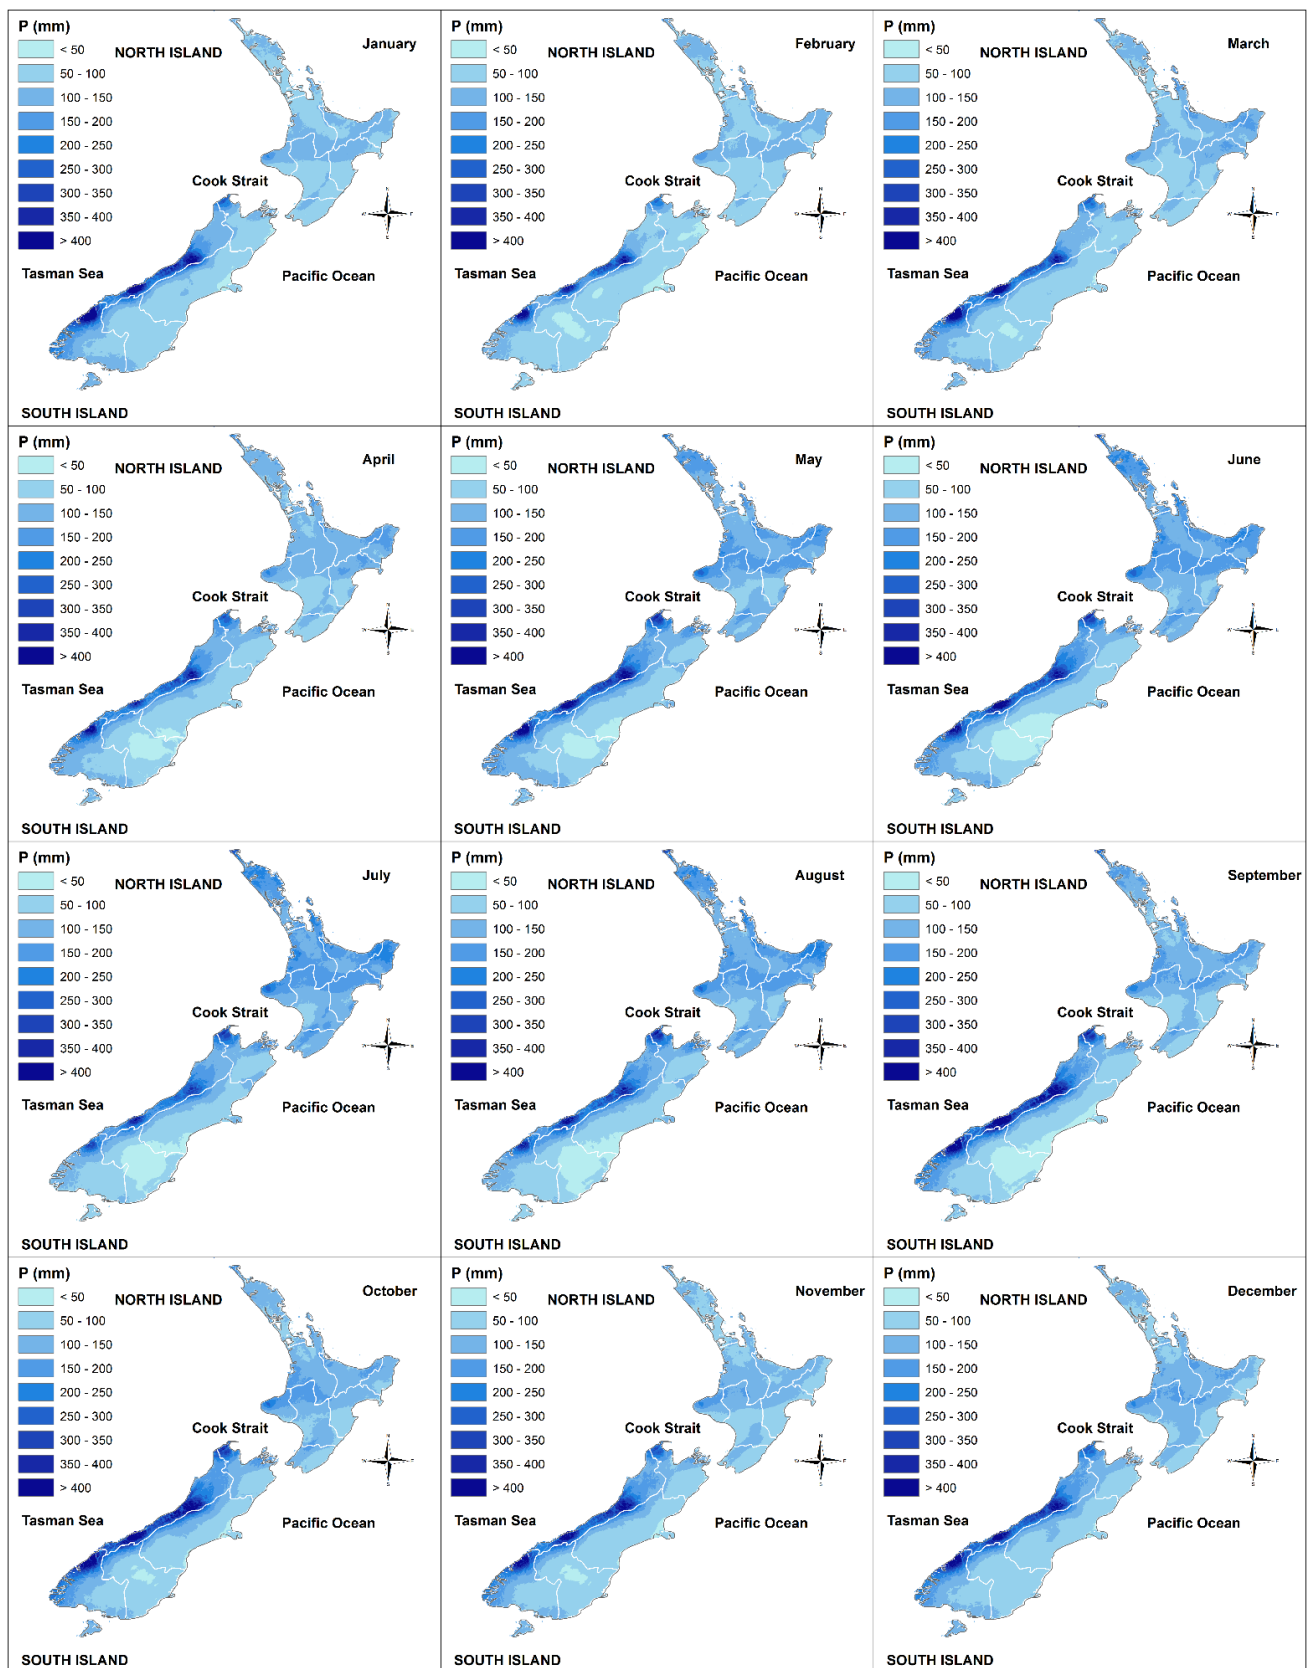 P (mm)
< 50
50 - 100
100 - 150
150 - 200
200 - 250
250 - 300
300 - 350
350 - 400
> 400
NORTH ISLAND
January
Cook Strait
N
W
E
Tasman Sea
Pacific Ocean
SOUTH ISLAND
P (mm)
< 50
50 - 100
100 - 150
150 - 200
200 - 250
250 - 300
300 - 350
350 - 400
> 400
NORTH ISLAND
February
Cook Strait
N
W
E
Tasman Sea
Pacific Ocean
SOUTH ISLAND
P (mm)
< 50
50 - 100
100 - 150
150 - 200
200 - 250
250 - 300
300 - 350
350 - 400
> 400
NORTH ISLAND
March
Cook Strait
N
W
E
Tasman Sea
Pacific Ocean
SOUTH ISLAND
P (mm)
< 50
50 - 100
100 - 150
150 - 200
200 - 250
250 - 300
300 - 350
350 - 400
> 400
NORTH ISLAND
April
Cook Strait
N
W
E
S
Tasman Sea
Pacific Ocean
SOUTH ISLAND
P (mm)
< 50
50 - 100
100 - 150
150 - 200
200 - 250
250 - 300
300 - 350
350 - 400
> 400
NORTH ISLAND
May
Cook Strait
N
W
E
S
Tasman Sea
Pacific Ocean
SOUTH ISLAND
P (mm)
< 50
50 - 100
100 - 150
150 - 200
200 - 250
250 - 300
300 - 350
350 - 400
> 400
NORTH ISLAND
June
Cook Strait
N
W
E
S
Tasman Sea
Pacific Ocean
SOUTH ISLAND
P (mm)
< 50
50 - 100
100 - 150
150 - 200
200 - 250
250 - 300
300 - 350
350 - 400
> 400
NORTH ISLAND
July
Cook Strait
N
W
E
S
Tasman Sea
Pacific Ocean
SOUTH ISLAND
P (mm)
< 50
50 - 100
100 - 150
150 - 200
200 - 250
250 - 300
300 - 350
350 - 400
> 400
NORTH ISLAND
August
Cook Strait
N
W
E
S
Tasman Sea
Pacific Ocean
SOUTH ISLAND
P (mm)
< 50
50 - 100
100 - 150
150 - 200
200 - 250
250 - 300
300 - 350
350 - 400
> 400
NORTH ISLAND
September
Cook Strait
N
W
E
S
Tasman Sea
Pacific Ocean
SOUTH ISLAND
P (mm)
< 50
50 - 100
100 - 150
150 - 200
200 - 250
250 - 300
300 - 350
350 - 400
> 400
NORTH ISLAND
October
Cook Strait
N
W
E
S
Tasman Sea
Pacific Ocean
SOUTH ISLAND
P (mm)
< 50
50 - 100
100 - 150
150 - 200
200 - 250
250 - 300
300 - 350
350 - 400
> 400
NORTH ISLAND
November
Cook Strait
N
W
E
S
Tasman Sea
Pacific Ocean
SOUTH ISLAND
P (mm)
< 50
50 - 100
100 - 150
150 - 200
200 - 250
250 - 300
300 - 350
350 - 400
> 400
NORTH ISLAND
December
Cook Strait
N
W
E
S
Tasman Sea
Pacific Ocean
SOUTH ISLAND